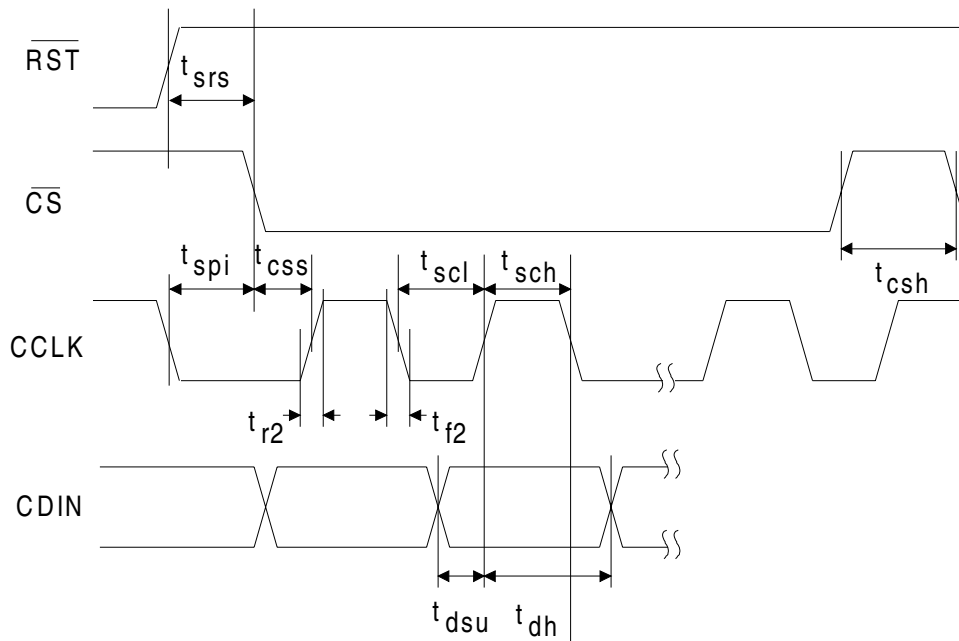 RST
t srs
CS
t spi
t css
t scl
t sch
t csh
CCLK
t r2
t f2
CDIN
t dsu
t dh